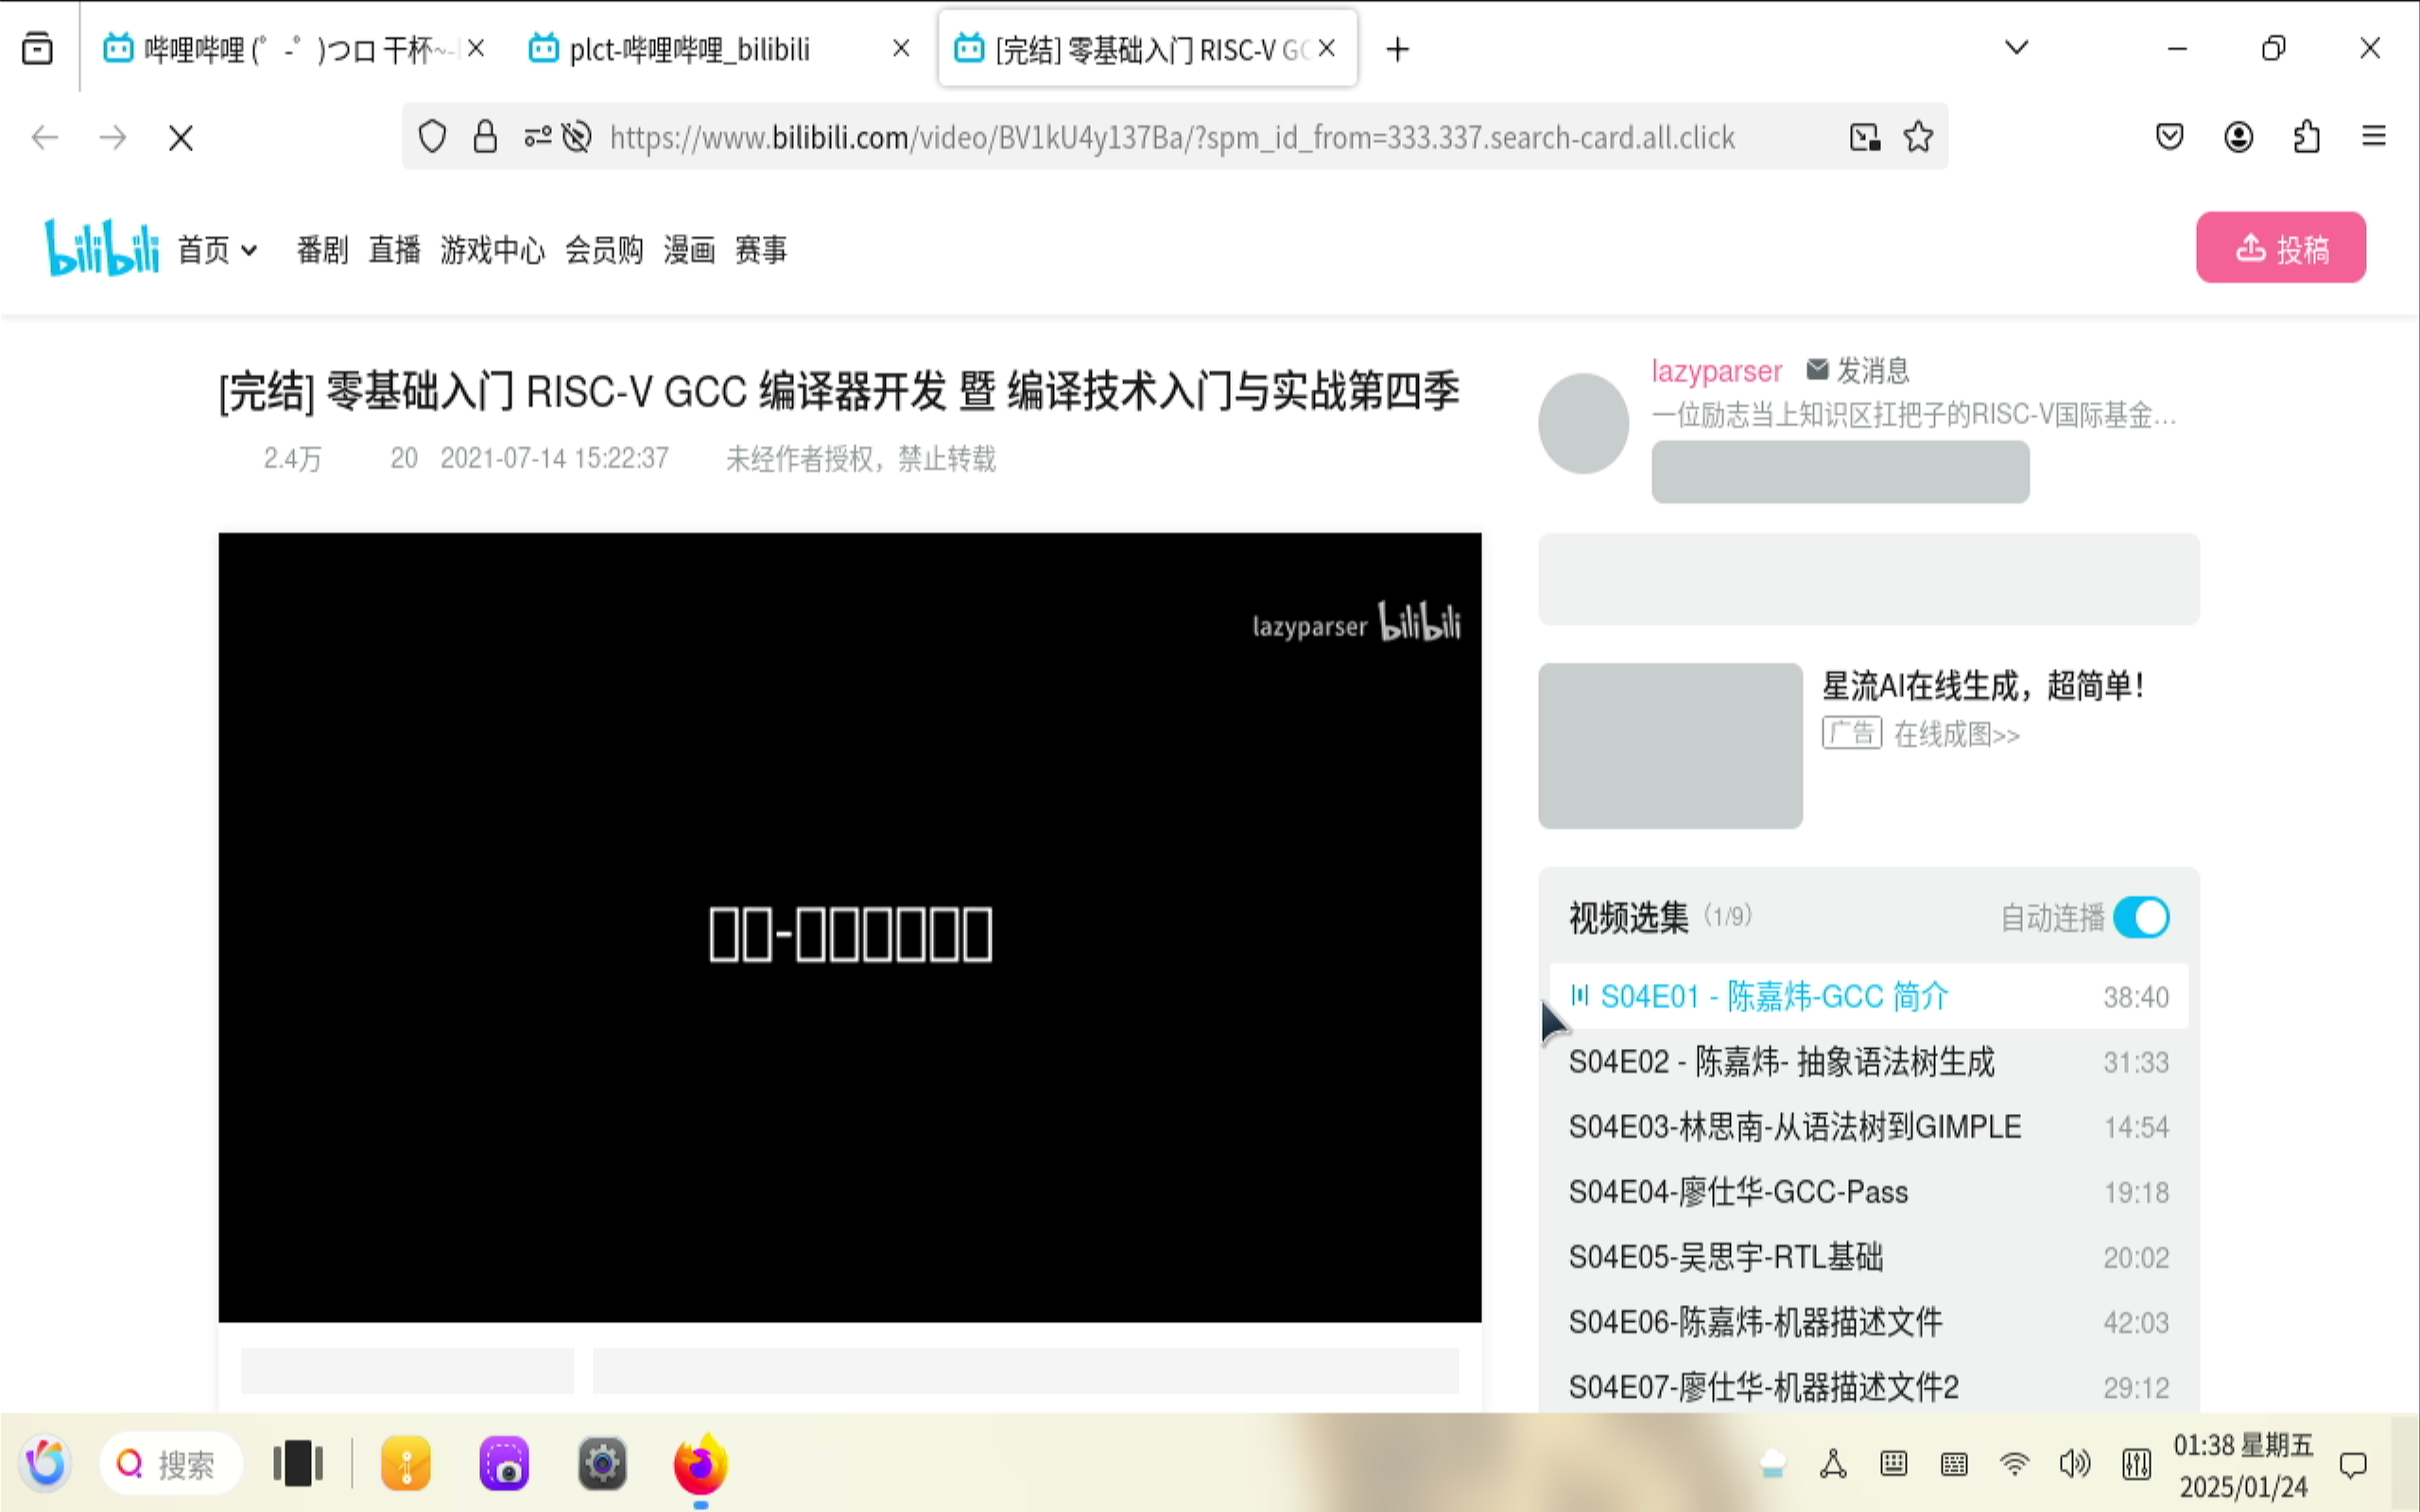 哔哩哔哩 (゜-゜)つロ 干杯~-
plct-哔哩哔哩_bilibili
[完结] 零基础入门 RISC-V GC
https://www.bilibili.com/video/BV1kU4y137Ba/?spm_id_from=333.337.search-card.all.click
bilibili 首页 番剧 直播 游戏中心 会员购 漫画 赛事 投稿
[完结] 零基础入门 RISC-V GCC 编译器开发 暨 编译技术入门与实战第四季
2.4万 20 2021-07-14 15:22:37 未经作者授权，禁止转载
lazyparser 发消息
一位励志当上知识区扛把子的RISC-V国际基金...
lazyparser bilibili
星流AI在线生成，超简单！
广告 在线成图>>
视频选集（1/9） 自动连播
S04E01 - 陈嘉炜-GCC 简介 38:40
S04E02 - 陈嘉炜- 抽象语法树生成 31:33
S04E03-林思南-从语法树到GIMPLE 14:54
S04E04-廖仕华-GCC-Pass 19:18
S04E05-吴思宇-RTL基础 20:02
S04E06-陈嘉炜-机器描述文件 42:03
S04E07-廖仕华-机器描述文件2 29:12
搜索
01:38 星期五
2025/01/24